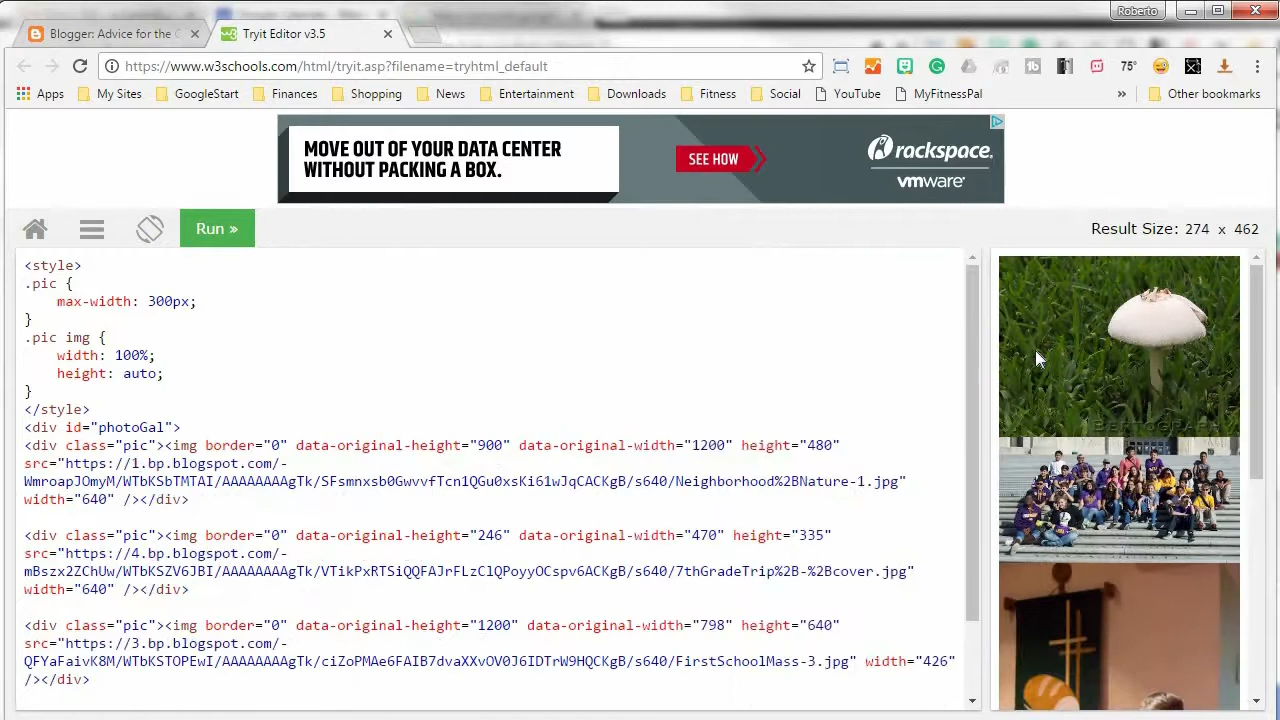 Roberto
Blogger: Advice for the C
Tryit Editor v3.5
https://www.w3schools.com/html/tryit.asp?filename=tryhtml_default
75°
Apps My Sites GoogleStart Finances Shopping News Entertainment Downloads Fitness Social YouTube MyFitnessPal » Other bookmarks
MOVE OUT OF YOUR DATA CENTER
WITHOUT PACKING A BOX.
SEE HOW
rackspace.
vmware
Run »
Result Size: 274 x 462
<style>
.pic {
max-width: 300px;
}
.pic img {
width: 100%;
height: auto;
}
</style>
<div id="photoGal">
<div class="pic"><img border="0" data-original-height="900" data-original-width="1200" height="480"
src="https://1.bp.blogspot.com/-
WmroapJOmyM/WTbKSbTMTAI/AAAAAAAAgTk/SFsmnxsb0GwvvfTcn1QGu0xsKi61wJqCACKgB/s640/Neighborhood%2BNature-1.jpg"
width="640" /></div>
<div class="pic"><img border="0" data-original-height="246" data-original-width="470" height="335"
src="https://4.bp.blogspot.com/-
mBszx2ZChUw/WTbKSZV6JBI/AAAAAAAAgTk/VTikPxRTSiQQFAJrFLzClQPoyyOCspv6ACKgB/s640/7thGradeTrip%2B-%2Bcover.jpg"
width="640" /></div>
<div class="pic"><img border="0" data-original-height="1200" data-original-width="798" height="640"
src="https://3.bp.blogspot.com/-
QFYaFaivK8M/WTbKSTOPEwI/AAAAAAAAgTk/ciZoPMAe6FAIB7dvaXXvOV0J6IDTrW9HQCKgB/s640/FirstSchoolMass-3.jpg" width="426"
/></div>